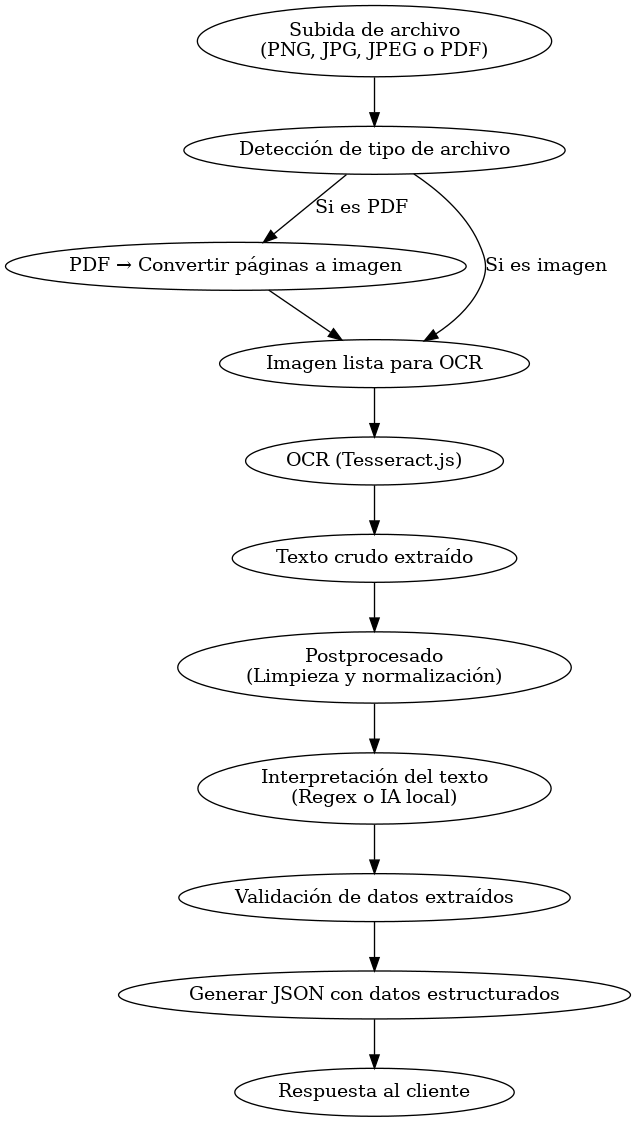 Subida de archivo
(PNG, JPG, JPEG o PDF)
Detección de tipo de archivo
Si es PDF
PDF → Convertir páginas a imagen
Si es imagen
Imagen lista para OCR
OCR (Tesseract.js)
Texto crudo extraído
Postprocesado
(Limpieza y normalización)
Interpretación del texto
(Regex o IA local)
Validación de datos extraídos
Generar JSON con datos estructurados
Respuesta al cliente